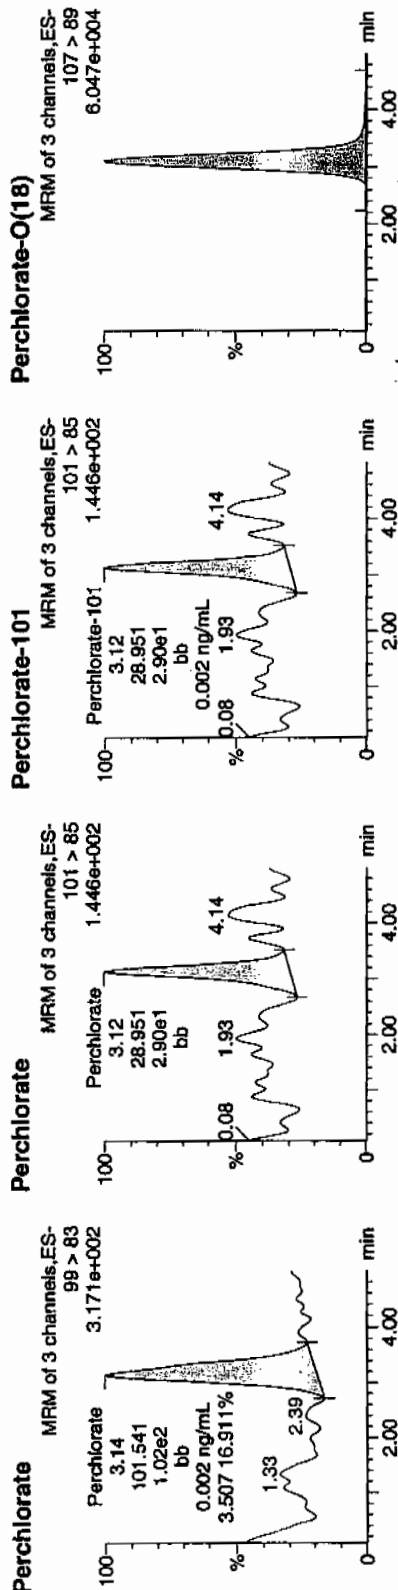 Perchlorate
MRM of 3 channels,ES-
99 > 83
3.171e+002
100
Perchlorate
3.14
101.541
1.02e2
bb
0.002 ng/mL
3.507 16.911%
1.33
2.39
%
0
2.00
4.00
min
Perchlorate
MRM of 3 channels,ES-
101 > 85
1.446e+002
100
Perchlorate
3.12
28.951
2.90e1
bb
0.08
1.93
4.14
%
0
2.00
4.00
min
Perchlorate-101
MRM of 3 channels,ES-
101 > 85
1.446e+002
100
Perchlorate-101
3.12
28.951
2.90e1
bb
0.002 ng/mL
0.08
1.93
4.14
%
0
2.00
4.00
min
Perchlorate-O(18)
MRM of 3 channels,ES-
107 > 89
6.047e+004
100
%
0
2.00
4.00
min